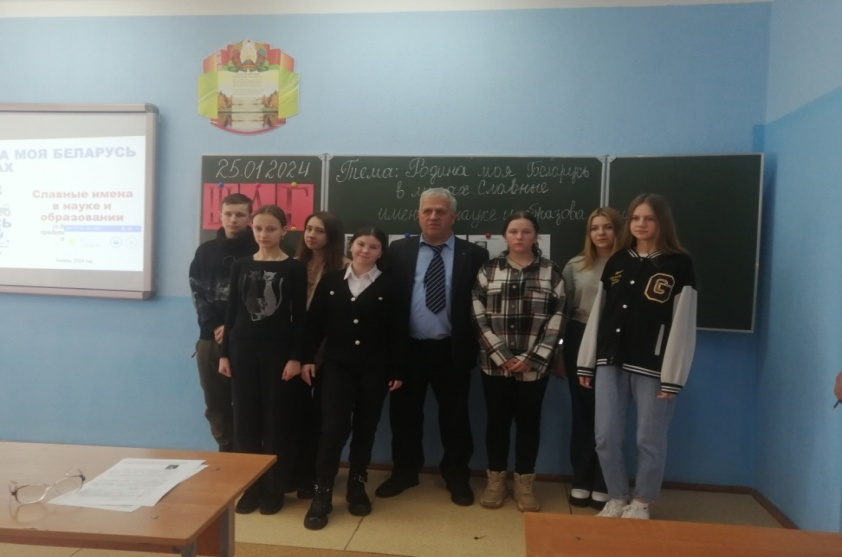 А МОЯ БЕЛАРУСЬ
АХ
Славные имена
в науке и
образовании
25.01.2024
ШАГ
Тема: Родина моя Беларусь
в лицах Славные
имена науке и образова
G